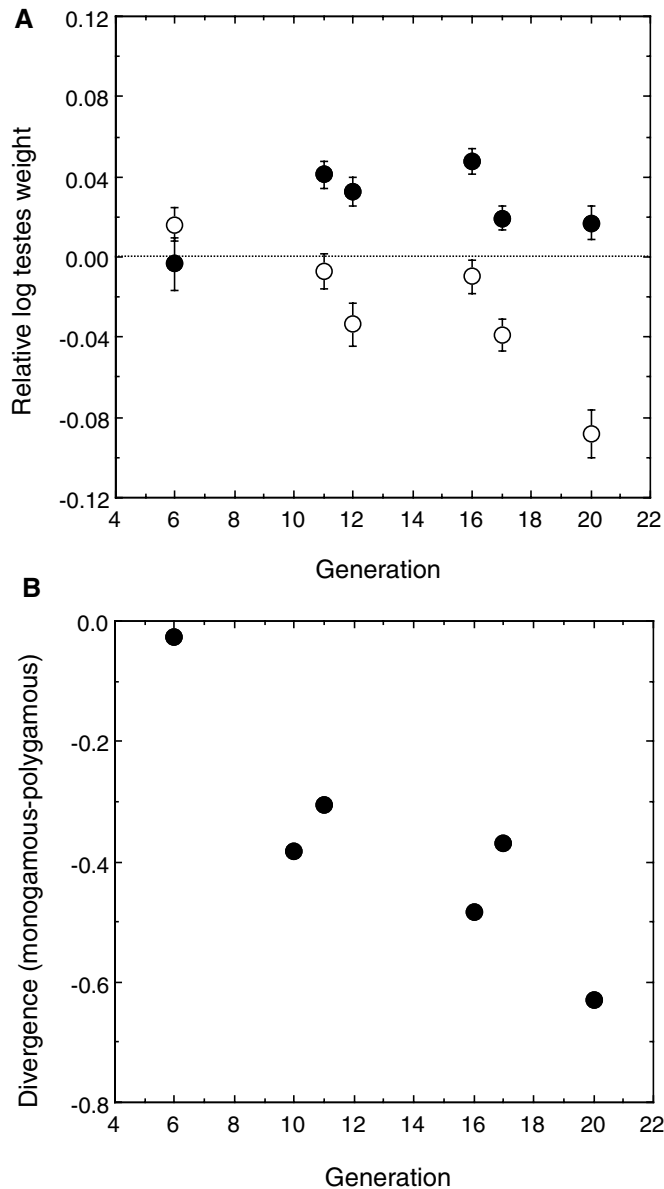 A
0.12
0.08
0.04
0.00
-0.04
-0.08
-0.12
Relative log testes weight
4 6 8 10 12 14 16 18 20 22
Generation
B
0.0
-0.2
-0.4
-0.6
-0.8
Divergence (monogamous-polygamous)
4 6 8 10 12 14 16 18 20 22
Generation